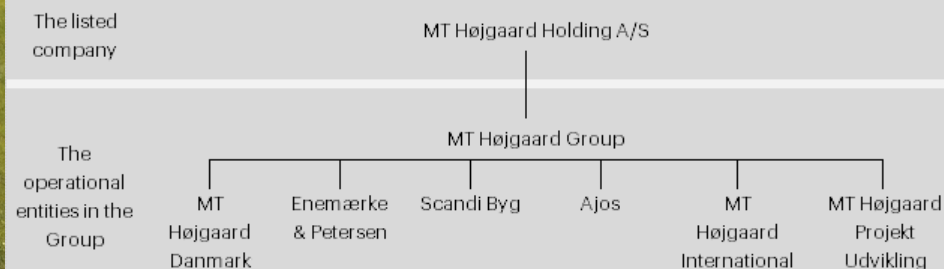 The listed
company
MT Højgaard Holding A/S
MT Højgaard Group
The
operational
entities in the
Group
MT
Højgaard
Danmark
Enemærke
& Petersen
Scandi Byg
Ajos
MT
Højgaard
International
MT Højgaard
Projekt
Udvikling